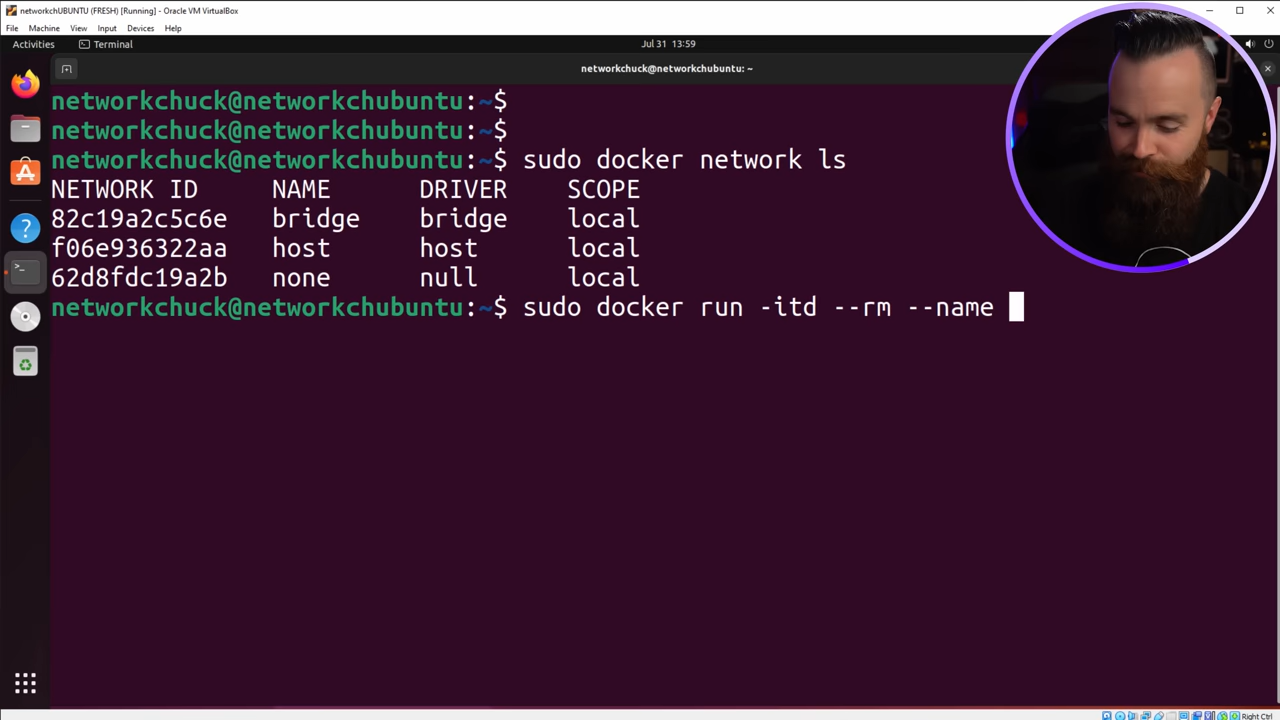 networkchUBUNTU (FRESH) [Running] - Oracle VM VirtualBox
File Machine View Input Devices Help
Activities Terminal Jul 31 13:59
networkchuck@networkchubuntu: ~
networkchuck@networkchubuntu:~$
networkchuck@networkchubuntu:~$
networkchuck@networkchubuntu:~$ sudo docker network ls
NETWORK ID NAME DRIVER SCOPE
82c19a2c5c6e bridge bridge local
f06e936322aa host host local
62d8fdc19a2b none null local
networkchuck@networkchubuntu:~$ sudo docker run -itd --rm --name
Right Ctrl